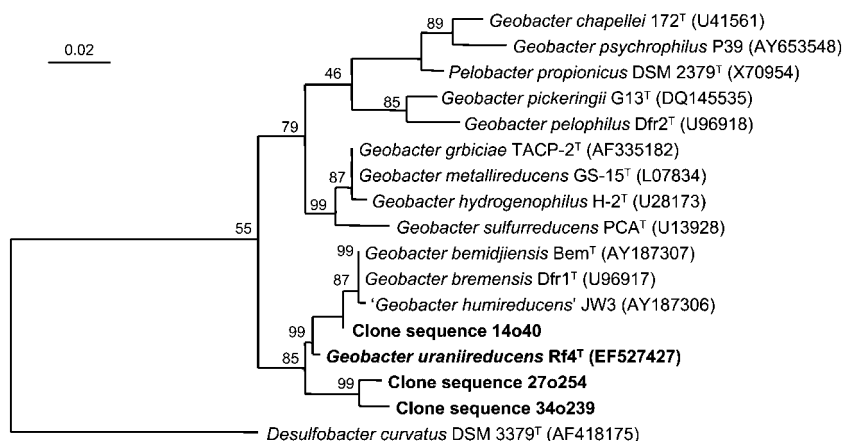 89
Geobacter chapellei 172ᵀ (U41561)
0.02
Geobacter psychrophilus P39 (AY653548)
46
Pelobacter propionicus DSM 2379ᵀ (X70954)
Geobacter pickeringii G13ᵀ (DQ145535)
85
Geobacter pelophilus Dfr2ᵀ (U96918)
79
Geobacter grbiciae TACP-2ᵀ (AF335182)
87
Geobacter metallireducens GS-15ᵀ (L07834)
Geobacter hydrogenophilus H-2ᵀ (U28173)
99
Geobacter sulfurreducens PCAᵀ (U13928)
55
99
Geobacter bemidjiensis Bemᵀ (AY187307)
87
Geobacter bremensis Dfr1ᵀ (U96917)
‘Geobacter humireducens’ JW3 (AY187306)
99
Clone sequence 14o40
85
Geobacter uraniireducens Rf4ᵀ (EF527427)
99
Clone sequence 27o254
Clone sequence 34o239
Desulfobacter curvatus DSM 3379ᵀ (AF418175)